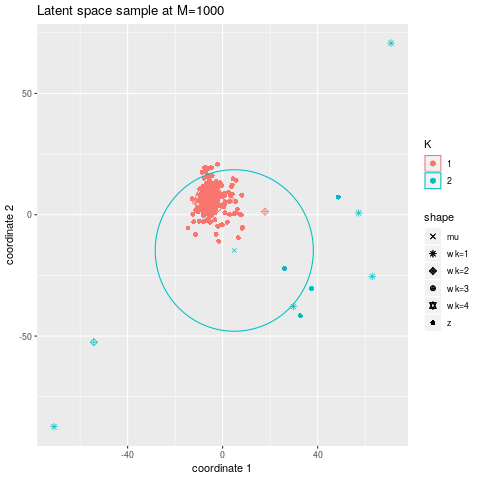 Latent space sample at M=1000
coordinate 2
50
0
-50
-40
0
40
coordinate 1
K
1
2
shape
mu
w k=1
w k=2
w k=3
w k=4
z